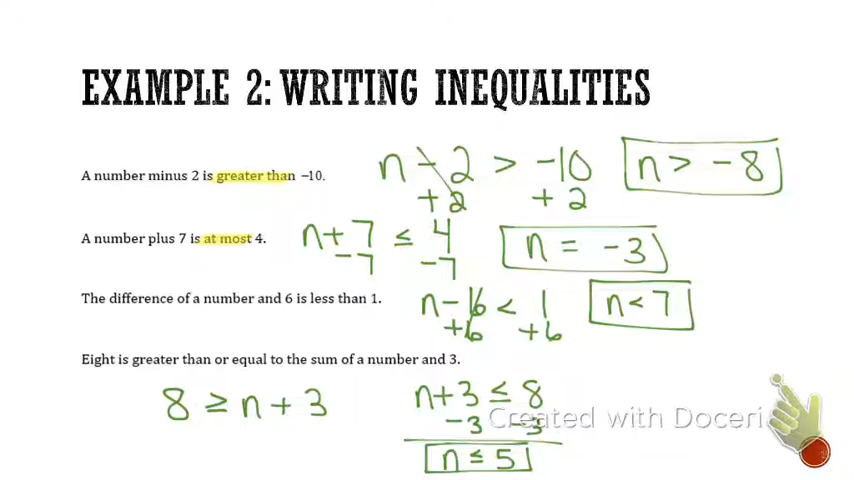 EXAMPLE 2: WRITING INEQUALITIES
A number minus 2 is greater than −10.
n − 2 > −10
+2 +2
n > −8
A number plus 7 is at most 4.
n + 7 ≤ 4
−7 −7
n = −3
The difference of a number and 6 is less than 1.
n − 6 < 1
+6 +6
n < 7
Eight is greater than or equal to the sum of a number and 3.
8 ≥ n + 3
n + 3 ≤ 8
−3 −3
n ≤ 5
Created with Doceri